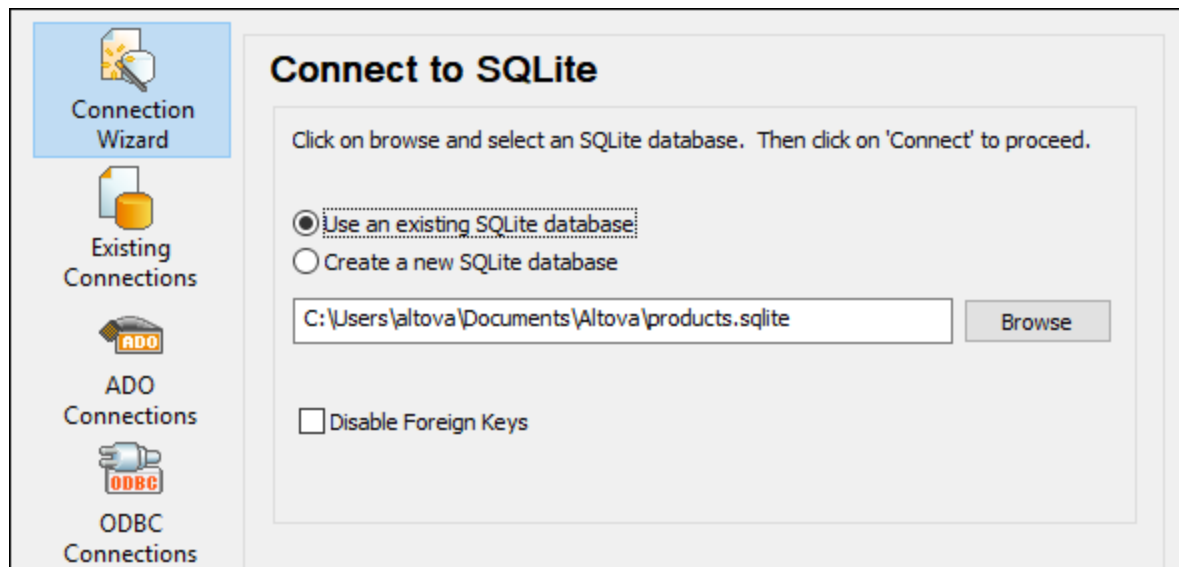 Connection
Wizard
Existing
Connections
ADO
ADO
Connections
ODBC
ODBC
Connections
Connect to SQLite
Click on browse and select an SQLite database.  Then click on 'Connect' to proceed.
Use an existing SQLite database
Create a new SQLite database
C:\Users\altova\Documents\Altova\products.sqlite
Browse
Disable Foreign Keys